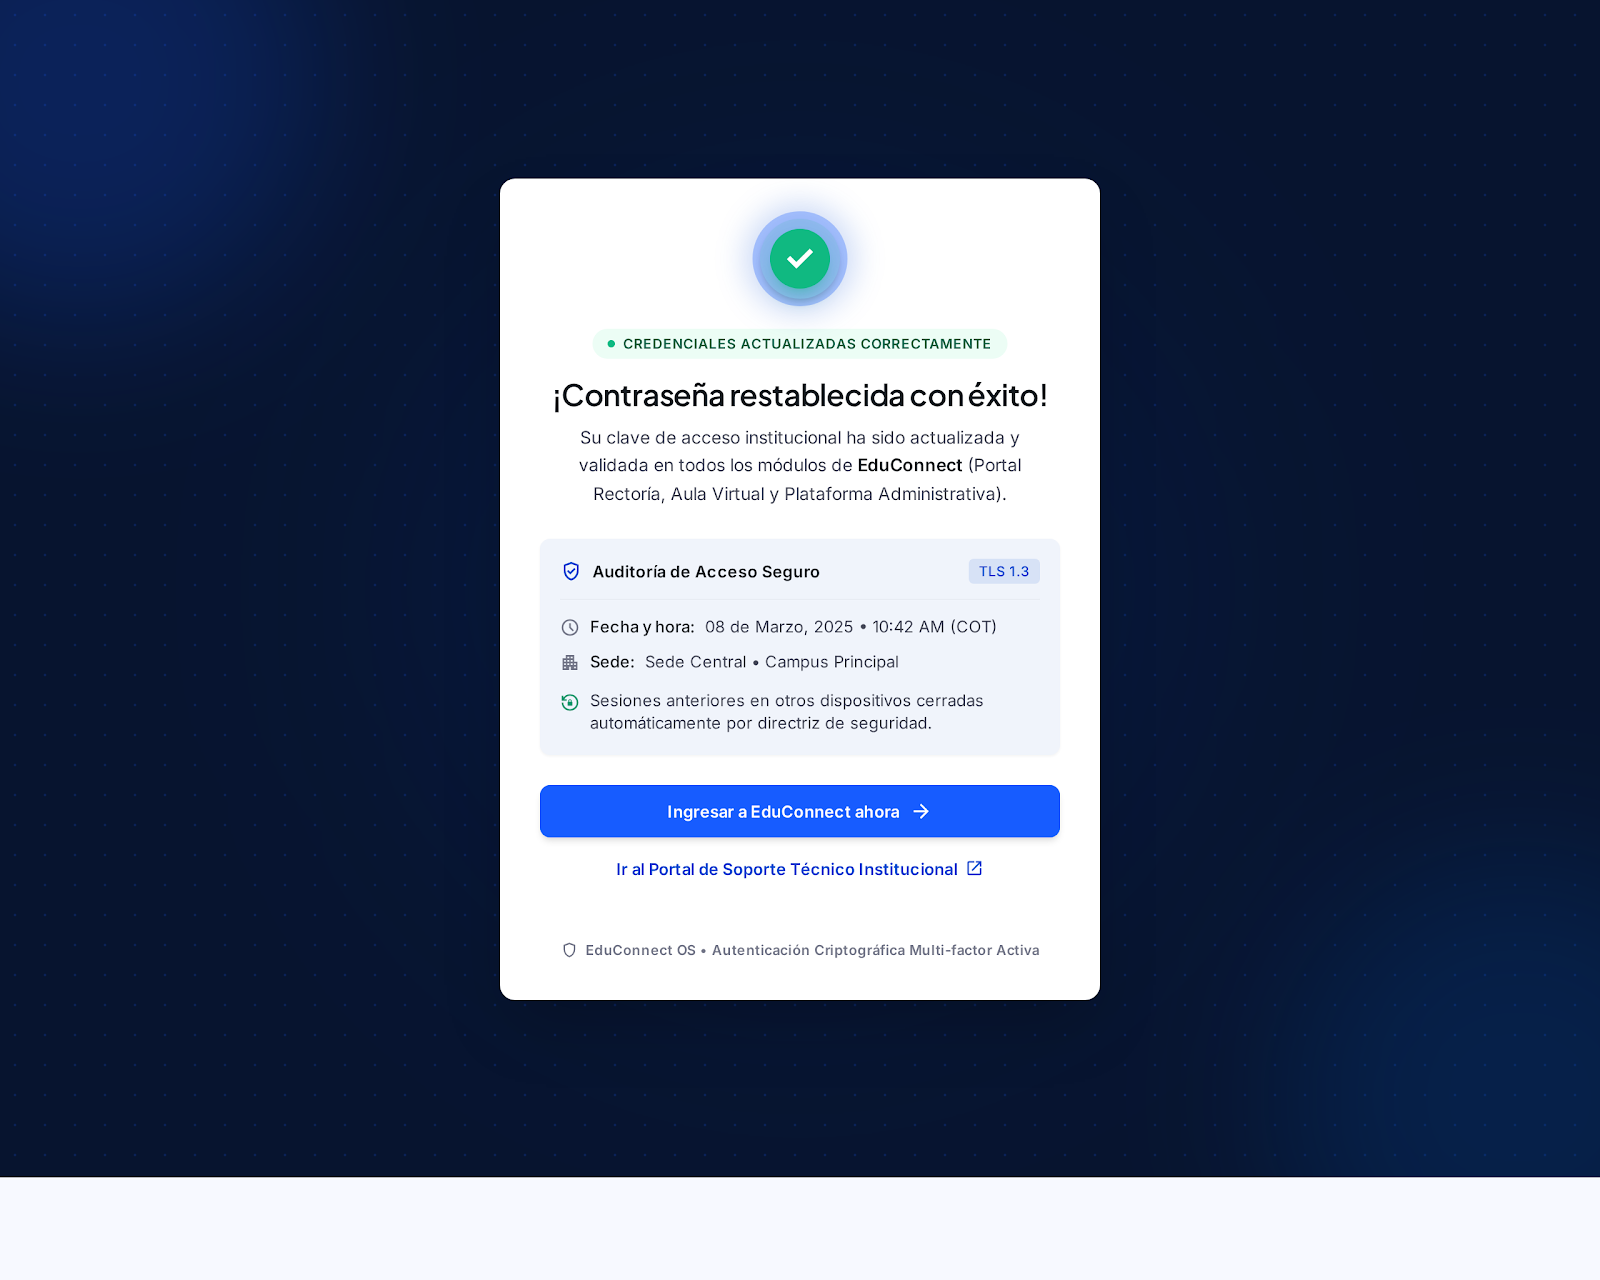 CREDENCIALES ACTUALIZADAS CORRECTAMENTE
¡Contraseña restablecida con éxito!
Su clave de acceso institucional ha sido actualizada y
validada en todos los módulos de EduConnect (Portal
Rectoría, Aula Virtual y Plataforma Administrativa).
Auditoría de Acceso Seguro TLS 1.3
Fecha y hora: 08 de Marzo, 2025 • 10:42 AM (COT)
Sede: Sede Central • Campus Principal
Sesiones anteriores en otros dispositivos cerradas
automáticamente por directriz de seguridad.
Ingresar a EduConnect ahora
Ir al Portal de Soporte Técnico Institucional
EduConnect OS • Autenticación Criptográfica Multi-factor Activa